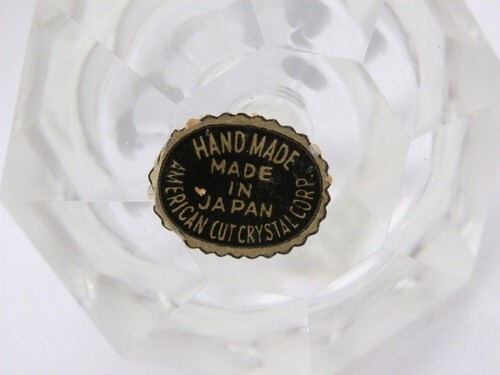 HAND MADE
MADE
IN
JAPAN
AMERICAN CUT CRYSTAL CORP.